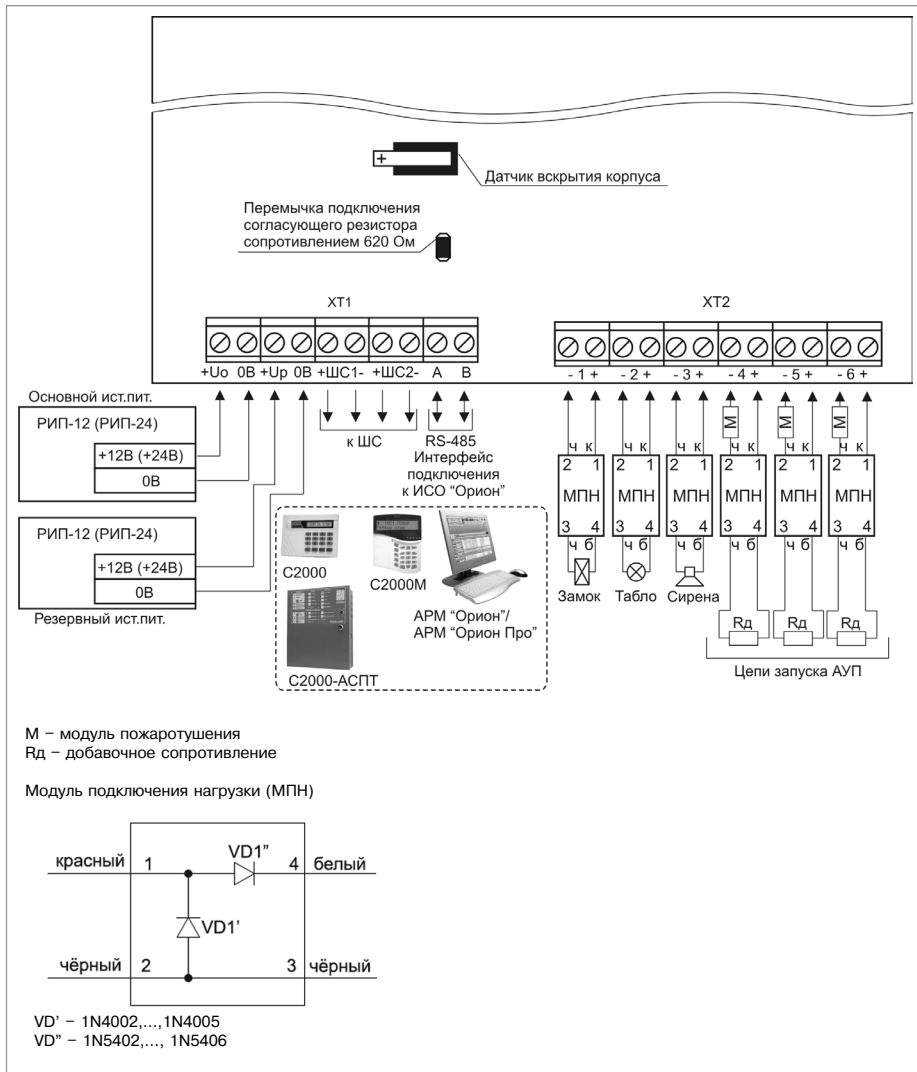 Датчик вскрытия корпуса
Перемычка подключения
согласующего резистора
сопротивлением 620 Ом
XT1
XT2
+Uo 0В +Up 0В +ШС1- +ШС2- A B
- 1 + - 2 + - 3 + - 4 + - 5 + - 6 +
Основной ист.пит.
РИП-12 (РИП-24)
+12В (+24В)
0В
РИП-12 (РИП-24)
+12В (+24В)
0В
Резервный ист.пит.
к ШС
RS-485
Интерфейс
подключения
к ИСО “Орион”
С2000
С2000М
АРМ “Орион”/
АРМ “Орион Про”
С2000-АСПТ
М М М
ч к ч к ч к ч к ч к ч к
2 1 2 1 2 1 2 1 2 1 2 1
МПН МПН МПН МПН МПН МПН
3 4 3 4 3 4 3 4 3 4 3 4
ч б ч б ч б ч б ч б ч б
Замок Табло Сирена
Rд Rд Rд
Цепи запуска АУП
М – модуль пожаротушения
Rд – добавочное сопротивление
Модуль подключения нагрузки (МПН)
красный 1 VD1” 4 белый
VD1’
чёрный 2 3 чёрный
VD’ – 1N4002,...,1N4005
VD” – 1N5402,..., 1N5406